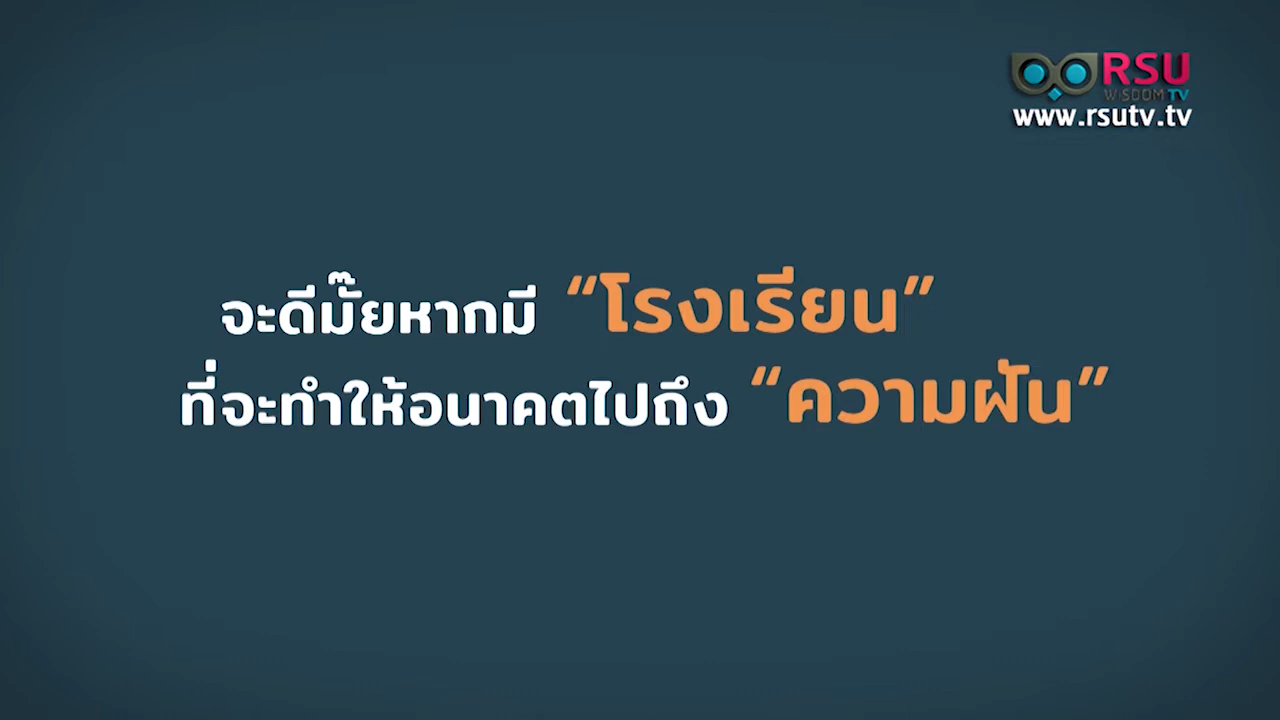 RSU
WISDOM TV
www.rsutv.tv
จะดีมั๊ยหากมี “โรงเรียน”
ที่จะทำให้อนาคตไปถึง “ความฝัน”